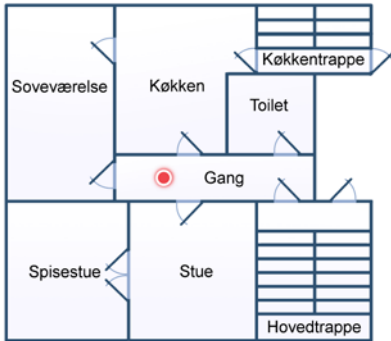 Køkkentrappe
Soveværelse
Køkken
Toilet
Gang
Spisestue
Stue
Hovedtrappe